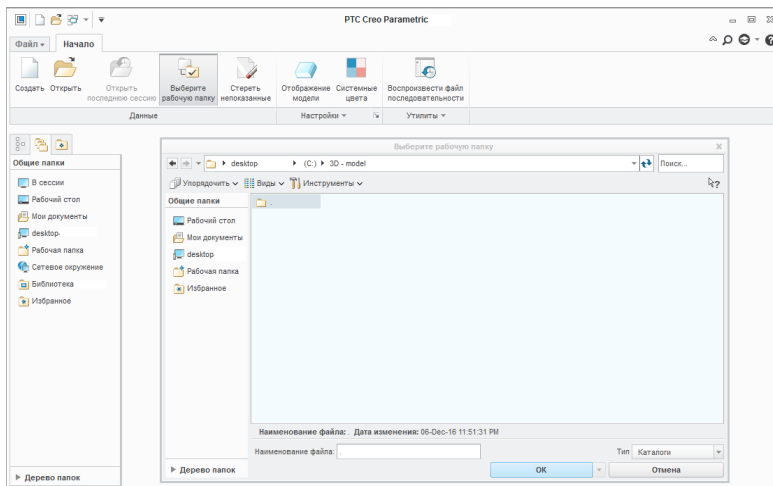 PTC Creo Parametric
Файл Начало
Создать Открыть Открыть последнюю сессию Выберите рабочую папку Стереть непоказанные Отображение модели Системные цвета Воспроизвести файл последовательности
Данные Настройки Утилиты
Общие папки
В сессии
Рабочий стол
Мои документы
desktop
Рабочая папка
Сетевое окружение
Библиотека
Избранное
Дерево папок
Выберите рабочую папку
desktop (C:) 3D - model Поиск...
Упорядочить Виды Инструменты
Общие папки
Рабочий стол
Мои документы
desktop
Рабочая папка
Избранное
Дерево папок
.
Наименование файла: . Дата изменения: 06-Dec-16 11:51:31 PM
Наименование файла: . Тип Каталоги
OK Отмена